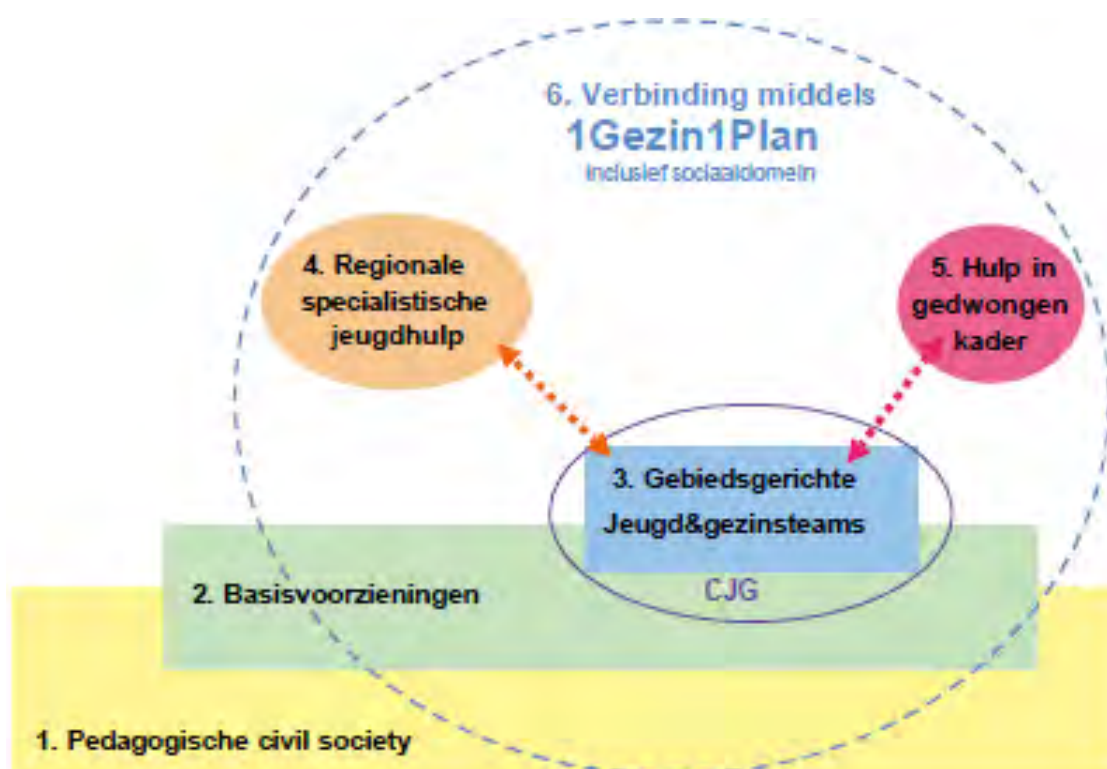 6. Verbinding middels
1Gezin1Plan
inclusief sociaaldomein
4. Regionale
specialistische
jeugdhulp
5. Hulp in
gedwongen
kader
3. Gebiedsgerichte
Jeugd&gezinsteams
2. Basisvoorzieningen
CJG
1. Pedagogische civil society